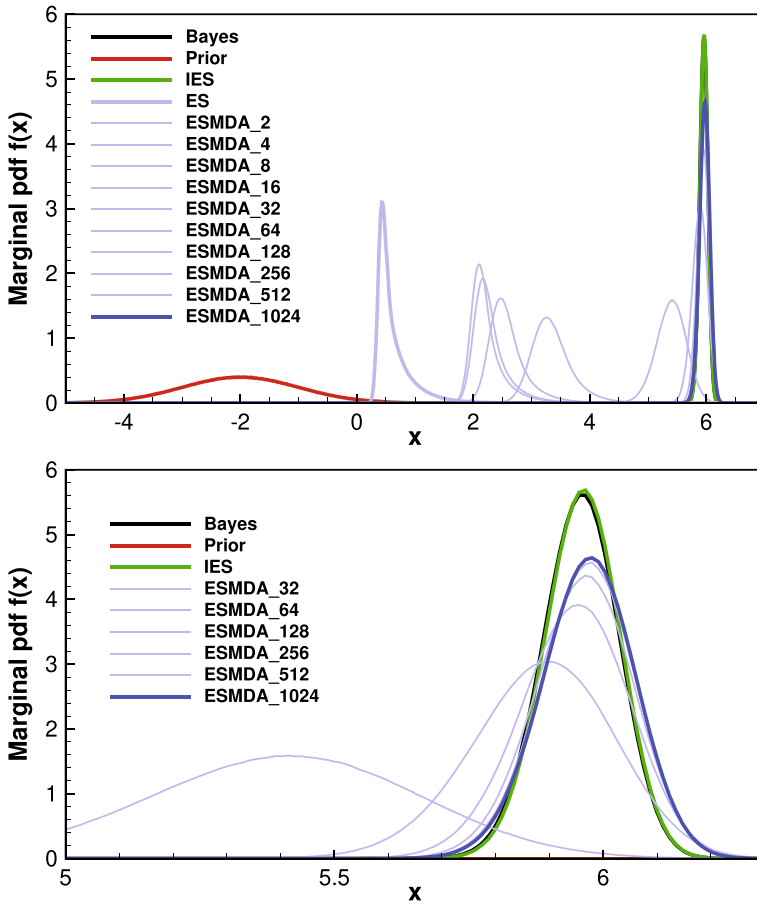 6
5
4
3
2
1
0
Marginal pdf f(x)
Bayes
Prior
IES
ES
ESMDA_2
ESMDA_4
ESMDA_8
ESMDA_16
ESMDA_32
ESMDA_64
ESMDA_128
ESMDA_256
ESMDA_512
ESMDA_1024
-4 -2 0 2 4 6
x
6
5
4
3
2
1
0
Marginal pdf f(x)
Bayes
Prior
IES
ESMDA_32
ESMDA_64
ESMDA_128
ESMDA_256
ESMDA_512
ESMDA_1024
5 5.5 6
x